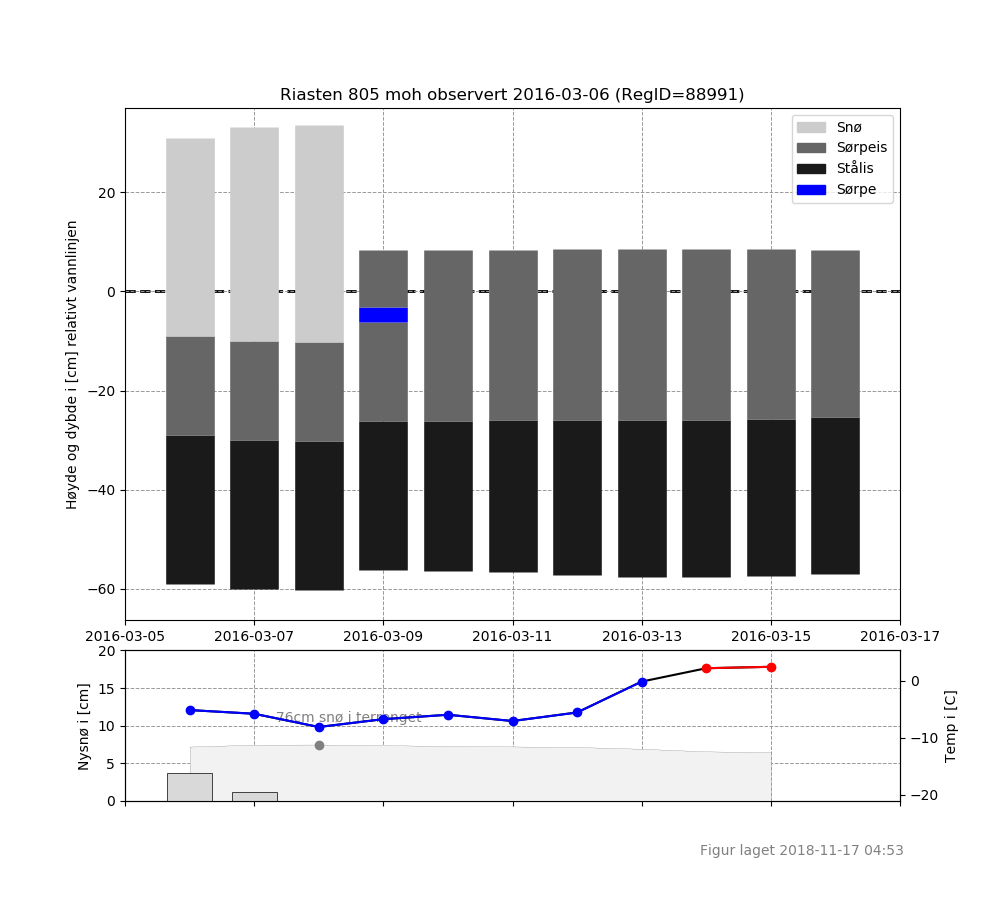 Riasten 805 moh observert 2016-03-06 (RegID=88991)
Snø
Sørpeis
Stålis
Sørpe
Høyde og dybde i [cm] relativt vannlinjen
20
0
−20
−40
−60
2016-03-05 2016-03-07 2016-03-09 2016-03-11 2016-03-13 2016-03-15 2016-03-17
Nysnø i [cm]
20
15
10
5
0
76cm snø i terrenget
0
−10
−20
Temp i [C]
Figur laget 2018-11-17 04:53